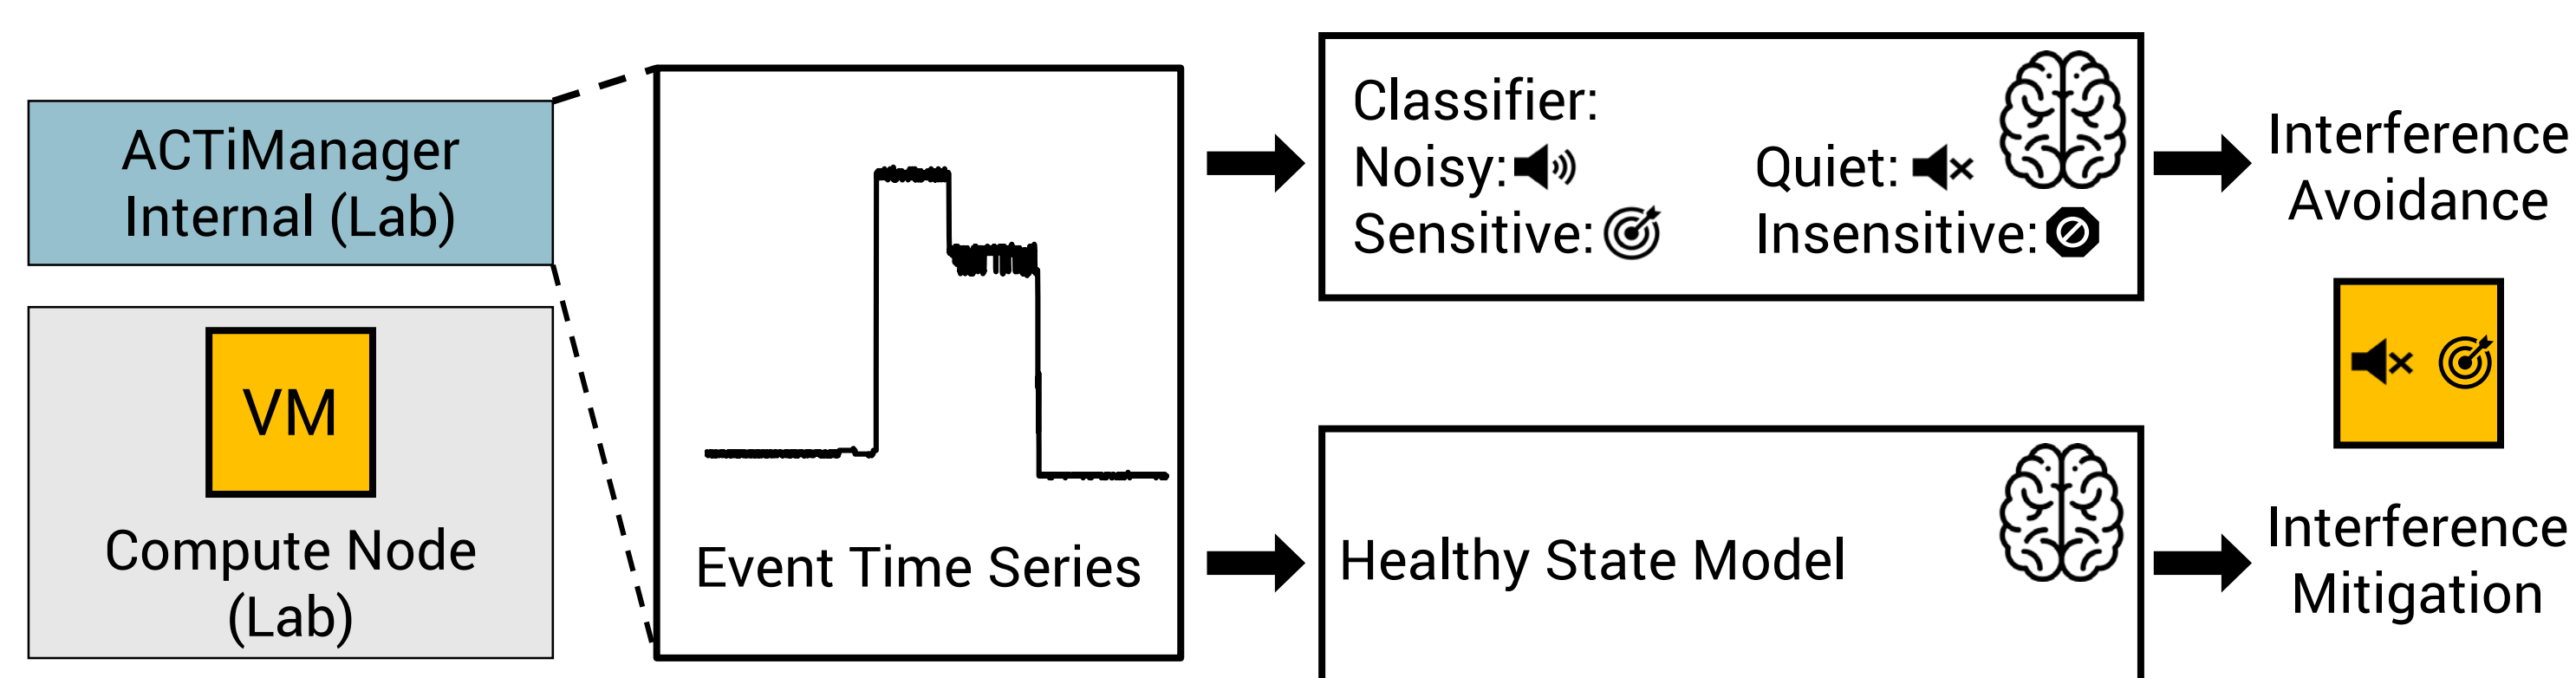 ACTiManager
Internal (Lab)
VM
Compute Node
(Lab)
Event Time Series
Classifier:
Noisy: Quiet:
Sensitive: Insensitive:
Healthy State Model
Interference
Avoidance
Interference
Mitigation